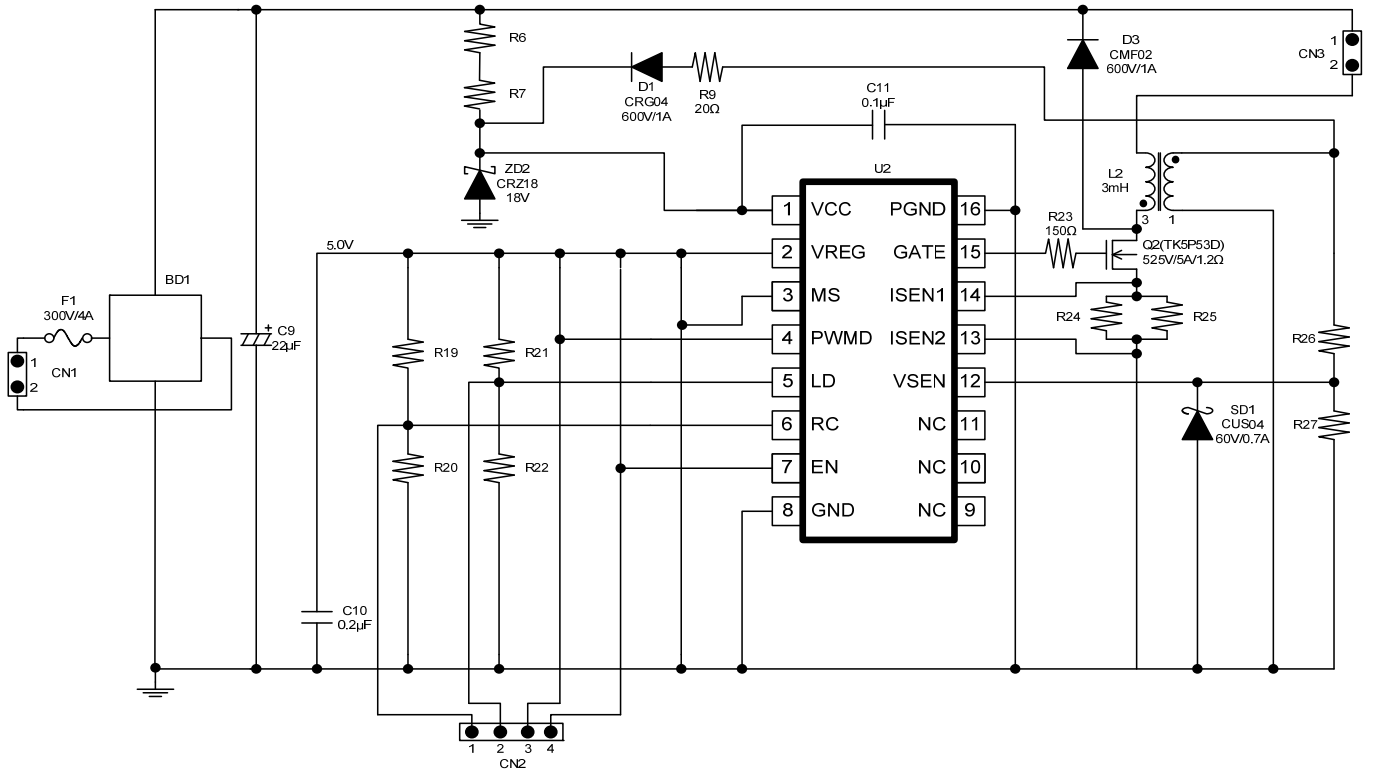 R6
R7
D1
CRG04
600V/1A
R9
20Ω
C11
0.1µF
D3
CMF02
600V/1A
1
2
CN3
ZD2
CRZ18
18V
U2
L2
3mH
3
1
1 VCC PGND 16
2 VREG GATE 15
3 MS ISEN1 14
4 PWMD ISEN2 13
5 LD VSEN 12
6 RC NC 11
7 EN NC 10
8 GND NC 9
R23
150Ω
Q2(TK5P53D)
525V/5A/1.2Ω
5.0V
BD1
F1
300V/4A
1
2
CN1
+
C9
22µF
R19
R21
R24
R25
R26
R20
R22
SD1
CUS04
60V/0.7A
R27
C10
0.2µF
1 2 3 4
CN2